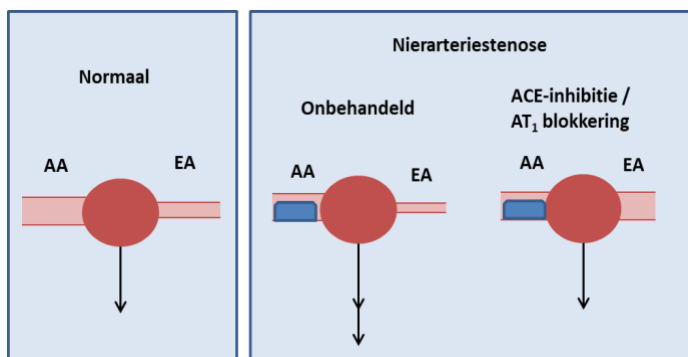 Normaal
AA
EA
Nierarteriestenose
Onbehandeld
AA
EA
ACE-inhibitie /
AT₁ blokkering
AA
EA